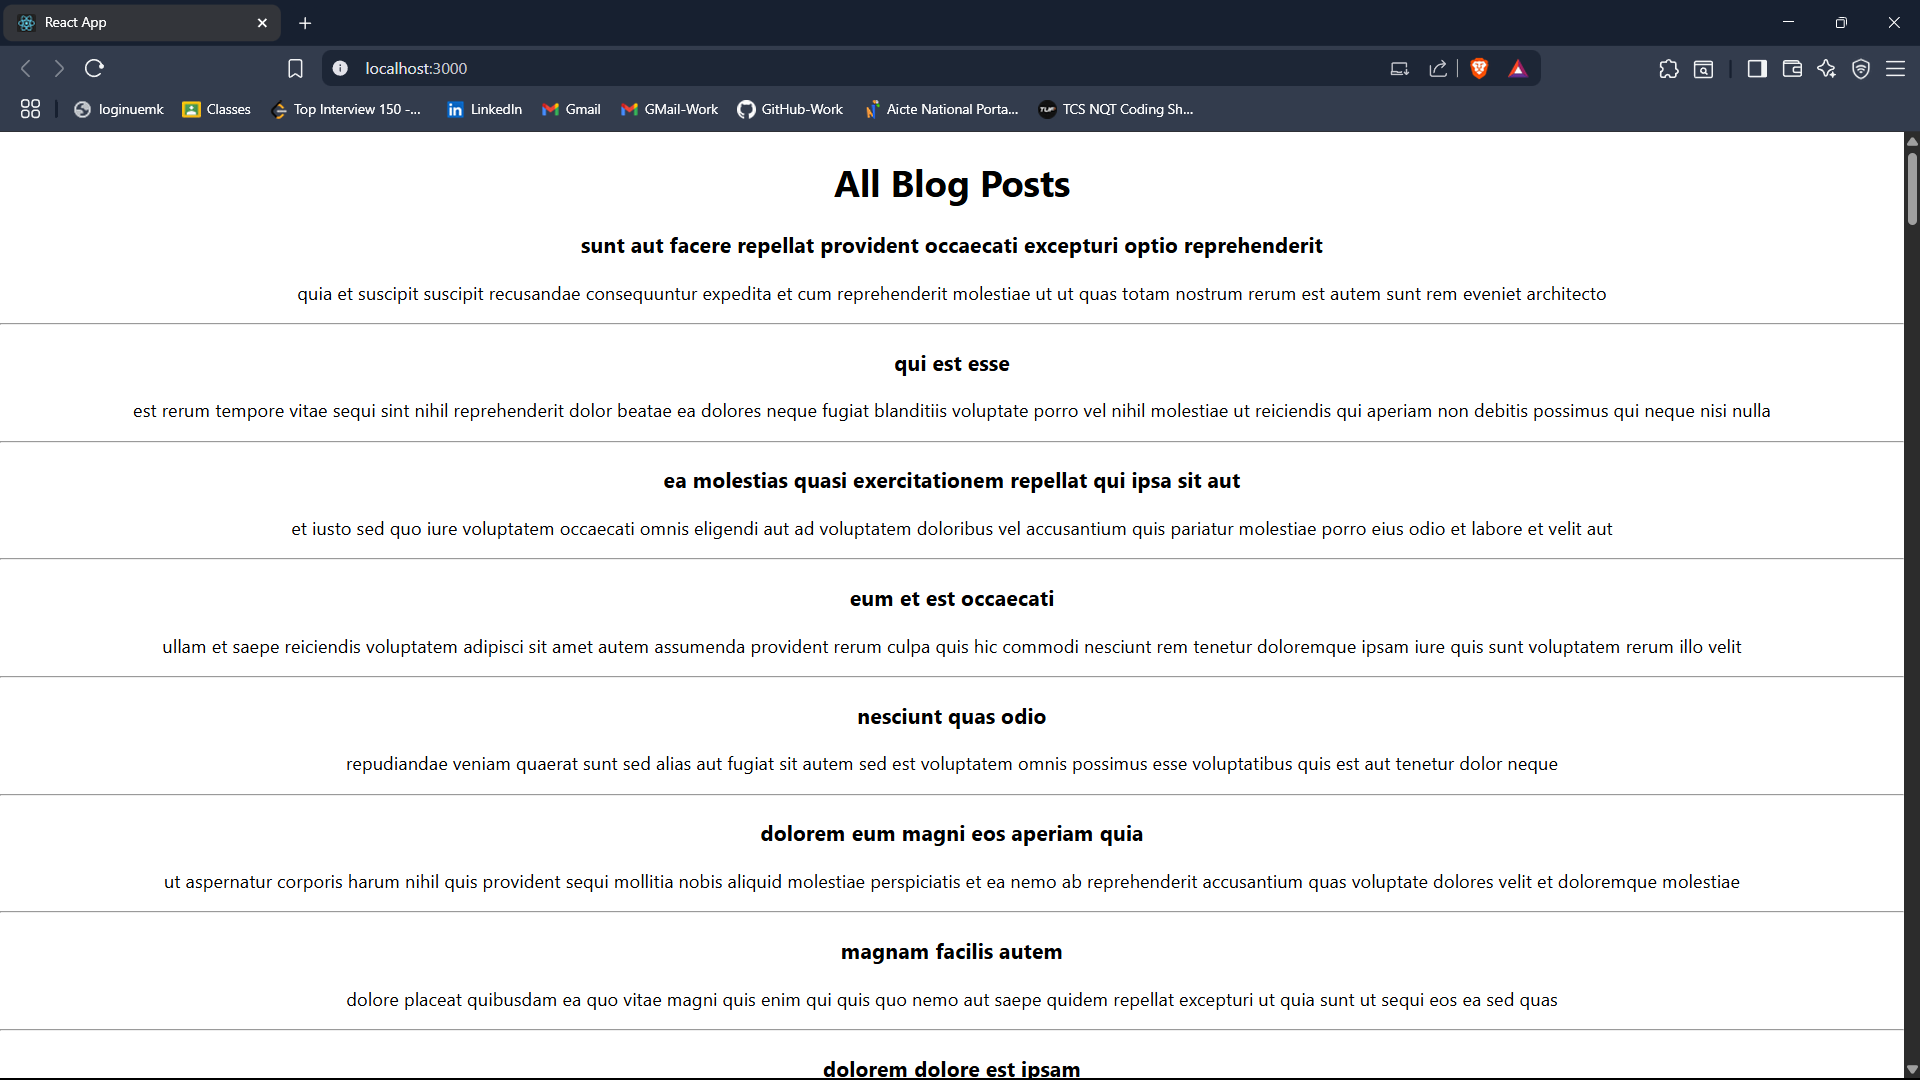 React App
localhost:3000
loginuemk Classes Top Interview 150 -... LinkedIn Gmail GMail-Work GitHub-Work Aicte National Porta... TUF TCS NQT Coding Sh...
All Blog Posts
sunt aut facere repellat provident occaecati excepturi optio reprehenderit
quia et suscipit suscipit recusandae consequuntur expedita et cum reprehenderit molestiae ut ut quas totam nostrum rerum est autem sunt rem eveniet architecto
qui est esse
est rerum tempore vitae sequi sint nihil reprehenderit dolor beatae ea dolores neque fugiat blanditiis voluptate porro vel nihil molestiae ut reiciendis qui aperiam non debitis possimus qui neque nisi nulla
ea molestias quasi exercitationem repellat qui ipsa sit aut
et iusto sed quo iure voluptatem occaecati omnis eligendi aut ad voluptatem doloribus vel accusantium quis pariatur molestiae porro eius odio et labore et velit aut
eum et est occaecati
ullam et saepe reiciendis voluptatem adipisci sit amet autem assumenda provident rerum culpa quis hic commodi nesciunt rem tenetur doloremque ipsam iure quis sunt voluptatem rerum illo velit
nesciunt quas odio
repudiandae veniam quaerat sunt sed alias aut fugiat sit autem sed est voluptatem omnis possimus esse voluptatibus quis est aut tenetur dolor neque
dolorem eum magni eos aperiam quia
ut aspernatur corporis harum nihil quis provident sequi mollitia nobis aliquid molestiae perspiciatis et ea nemo ab reprehenderit accusantium quas voluptate dolores velit et doloremque molestiae
magnam facilis autem
dolore placeat quibusdam ea quo vitae magni quis enim qui quis quo nemo aut saepe quidem repellat excepturi ut quia sunt ut sequi eos ea sed quas
dolorem dolore est ipsam